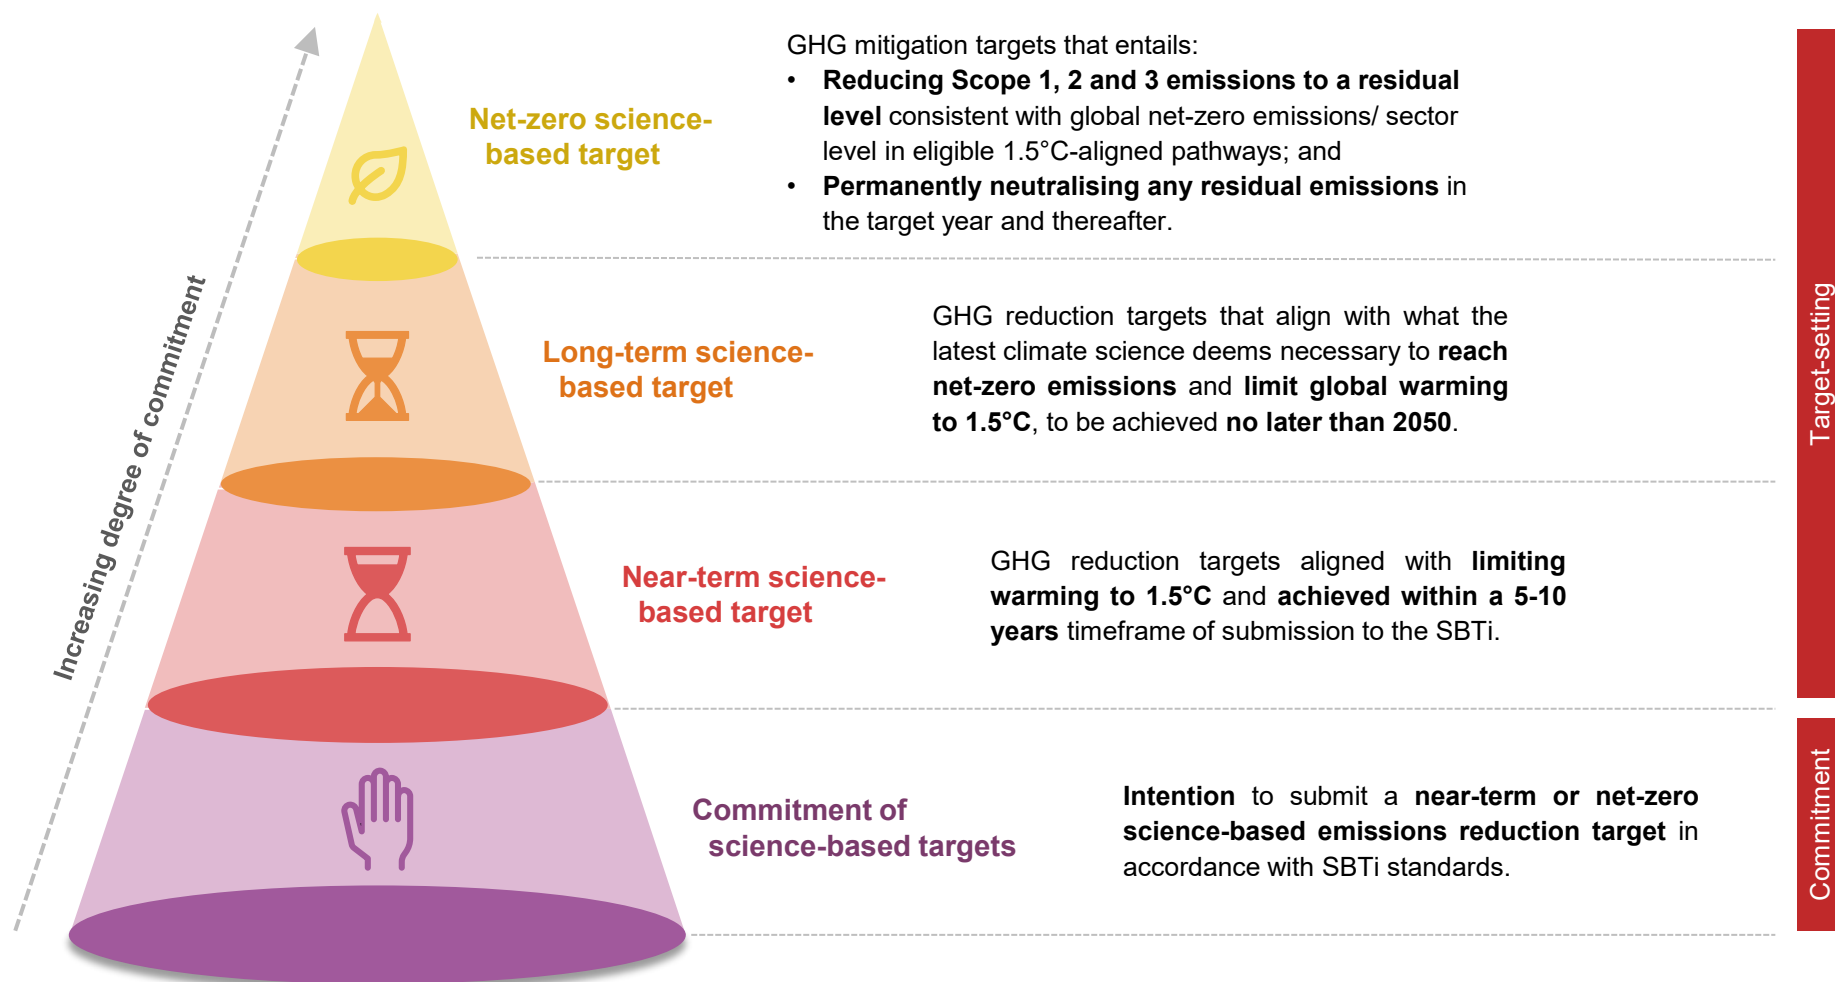 Increasing degree of commitment
Net-zero science-
based target
GHG mitigation targets that entails:
• Reducing Scope 1, 2 and 3 emissions to a residual
level consistent with global net-zero emissions/ sector
level in eligible 1.5°C-aligned pathways; and
• Permanently neutralising any residual emissions in
the target year and thereafter.
Long-term science-
based target
GHG reduction targets that align with what the
latest climate science deems necessary to reach
net-zero emissions and limit global warming
to 1.5°C, to be achieved no later than 2050.
Near-term science-
based target
GHG reduction targets aligned with limiting
warming to 1.5°C and achieved within a 5-10
years timeframe of submission to the SBTi.
Target-setting
Commitment of
science-based targets
Intention to submit a near-term or net-zero
science-based emissions reduction target in
accordance with SBTi standards.
Commitment